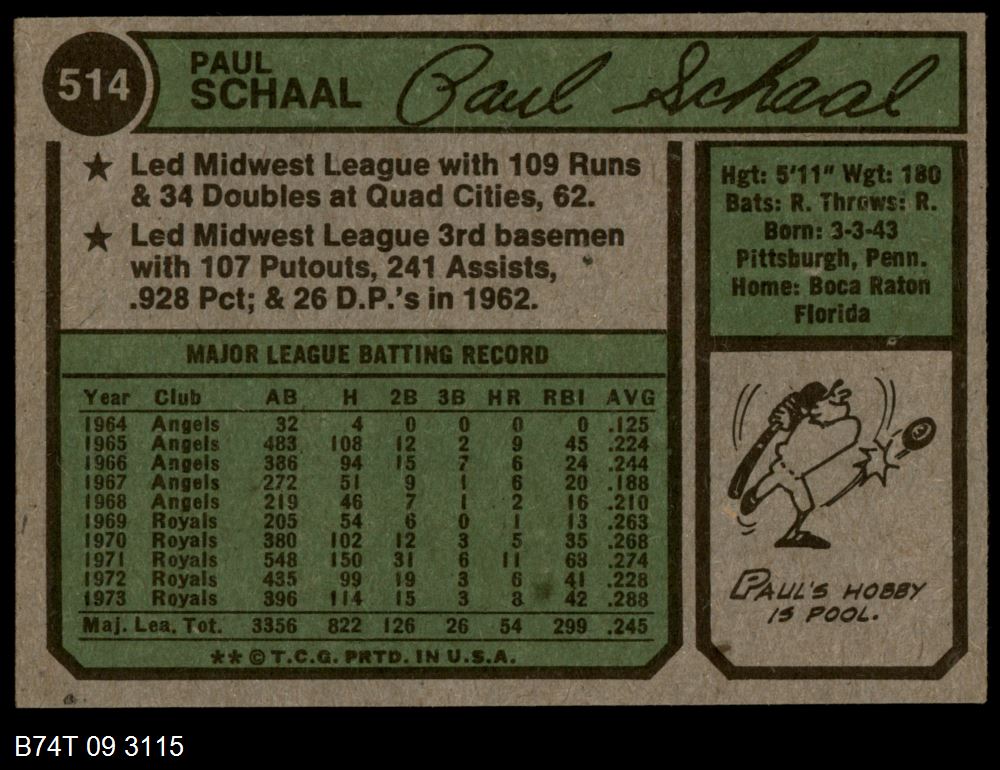 514
PAUL
SCHAAL
Paul Schaal
★ Led Midwest League with 109 Runs
& 34 Doubles at Quad Cities, 62.
★ Led Midwest League 3rd basemen
with 107 Putouts, 241 Assists,
.928 Pct; & 26 D.P.'s in 1962.
Hgt: 5'11" Wgt: 180
Bats: R. Throws: R.
Born: 3-3-43
Pittsburgh, Penn.
Home: Boca Raton
Florida
MAJOR LEAGUE BATTING RECORD
Year Club AB H 2B 3B HR RBI AVG
1964 Angels 32 4 0 0 0 0 .125
1965 Angels 483 108 12 2 9 45 .224
1966 Angels 386 94 15 7 6 24 .244
1967 Angels 272 51 9 1 6 20 .188
1968 Angels 219 46 7 1 2 16 .210
1969 Royals 205 54 6 0 1 13 .263
1970 Royals 380 102 12 3 5 35 .268
1971 Royals 548 150 31 6 11 63 .274
1972 Royals 435 99 19 3 6 41 .228
1973 Royals 396 114 15 3 8 42 .288
Maj. Lea. Tot. 3356 822 126 26 54 299 .245
** © T.C.G. PRTD. IN U.S.A.
8
PAUL'S HOBBY
IS POOL.
B74T 09 3115